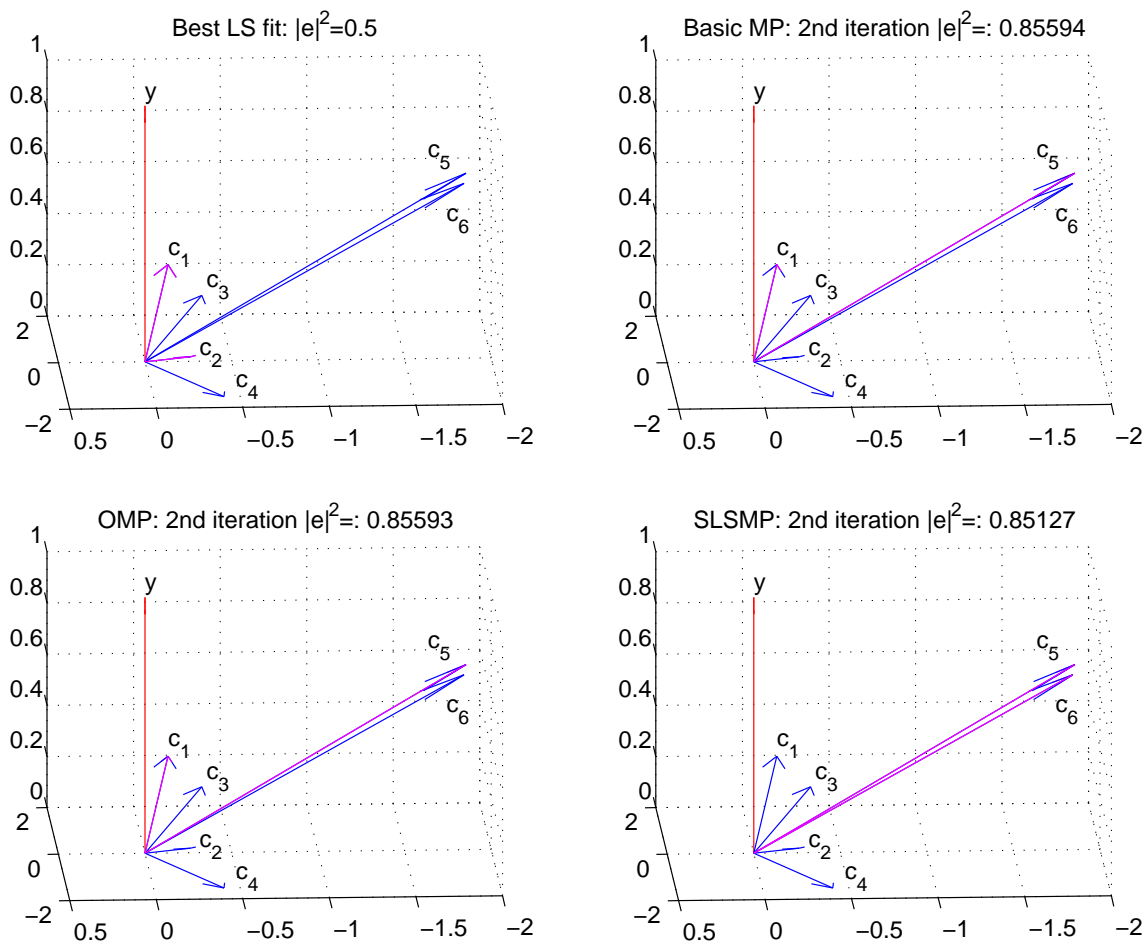 Best LS fit: |e|²=0.5
1
0.8
0.6
0.4
0.2
0
2
0
−2
0.5
0
−0.5
−1
−1.5
−2
y
c₁
c₂
c₃
c₄
c₅
c₆
Basic MP: 2nd iteration |e|²=: 0.85594
1
0.8
0.6
0.4
0.2
0
2
0
−2
0.5
0
−0.5
−1
−1.5
−2
y
c₁
c₂
c₃
c₄
c₅
c₆
OMP: 2nd iteration |e|²=: 0.85593
1
0.8
0.6
0.4
0.2
0
2
0
−2
0.5
0
−0.5
−1
−1.5
−2
y
c₁
c₂
c₃
c₄
c₅
c₆
SLSMP: 2nd iteration |e|²=: 0.85127
1
0.8
0.6
0.4
0.2
0
2
0
−2
0.5
0
−0.5
−1
−1.5
−2
y
c₁
c₂
c₃
c₄
c₅
c₆